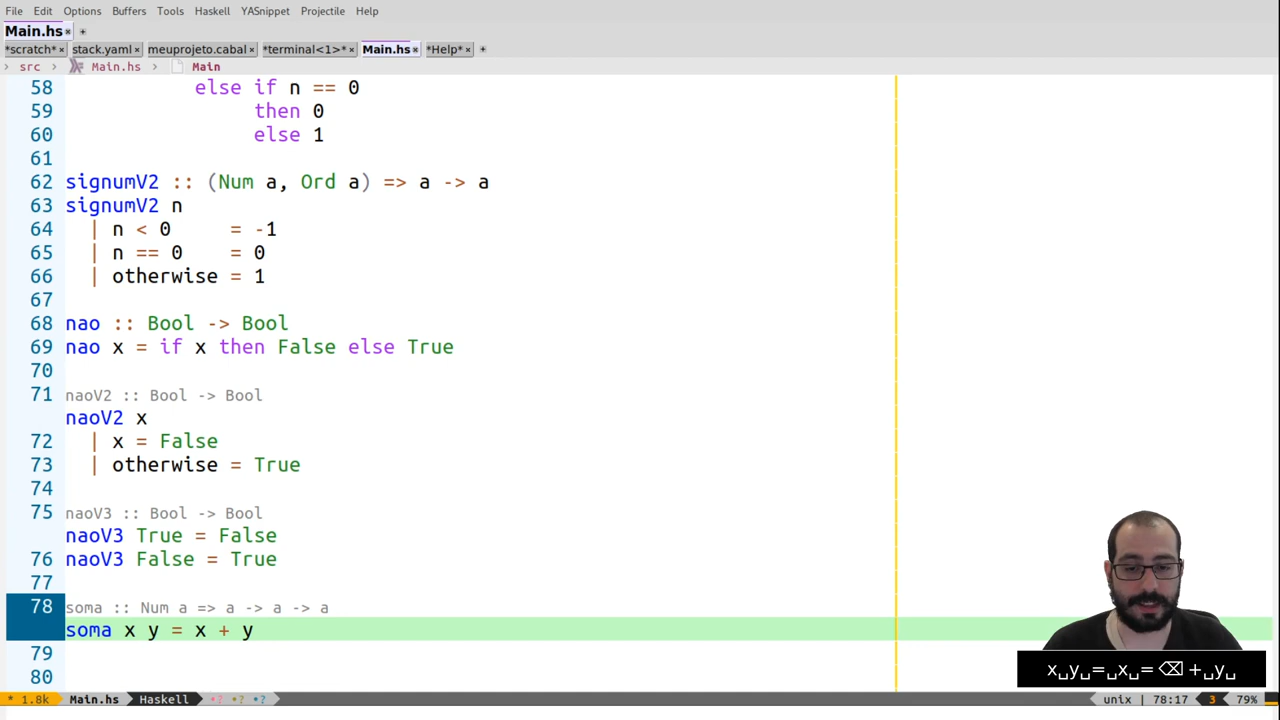 File Edit Options Buffers Tools Haskell YASnippet Projectile Help
Main.hs
*scratch* stack.yaml meuprojeto.cabal *terminal<1>* Main.hs *Help*
src > Main.hs > Main
58 else if n == 0
59 then 0
60 else 1
61
62 signumV2 :: (Num a, Ord a) => a -> a
63 signumV2 n
64 | n < 0 = -1
65 | n == 0 = 0
66 | otherwise = 1
67
68 nao :: Bool -> Bool
69 nao x = if x then False else True
70
71 naoV2 :: Bool -> Bool
naoV2 x
72 | x = False
73 | otherwise = True
74
75 naoV3 :: Bool -> Bool
naoV3 True = False
76 naoV3 False = True
77
78 soma :: Num a => a -> a -> a
soma x y = x + y
79
80
x␣y␣=␣x␣=⌫+␣y␣
* 1.8k Main.hs Haskell •? •? •? unix | 78:17 3 79%